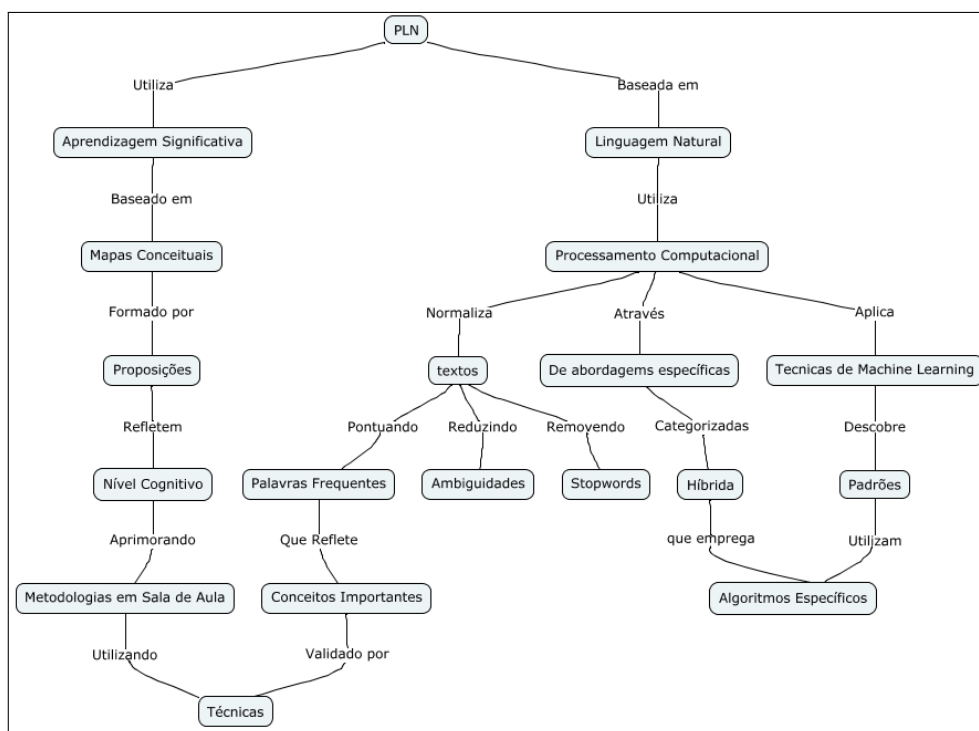 PLN
Utiliza
Baseada em
Aprendizagem Significativa
Linguagem Natural
Baseado em
Utiliza
Mapas Conceituais
Processamento Computacional
Formado por
Normaliza
Através
Aplica
Proposições
textos
De abordagems específicas
Tecnicas de Machine Learning
Refletem
Pontuando
Reduzindo
Removendo
Categorizadas
Descobre
Nível Cognitivo
Palavras Frequentes
Ambiguidades
Stopwords
Híbrida
Padrões
Aprimorando
Que Reflete
que emprega
Utilizam
Metodologias em Sala de Aula
Conceitos Importantes
Algoritmos Específicos
Utilizando
Validado por
Técnicas